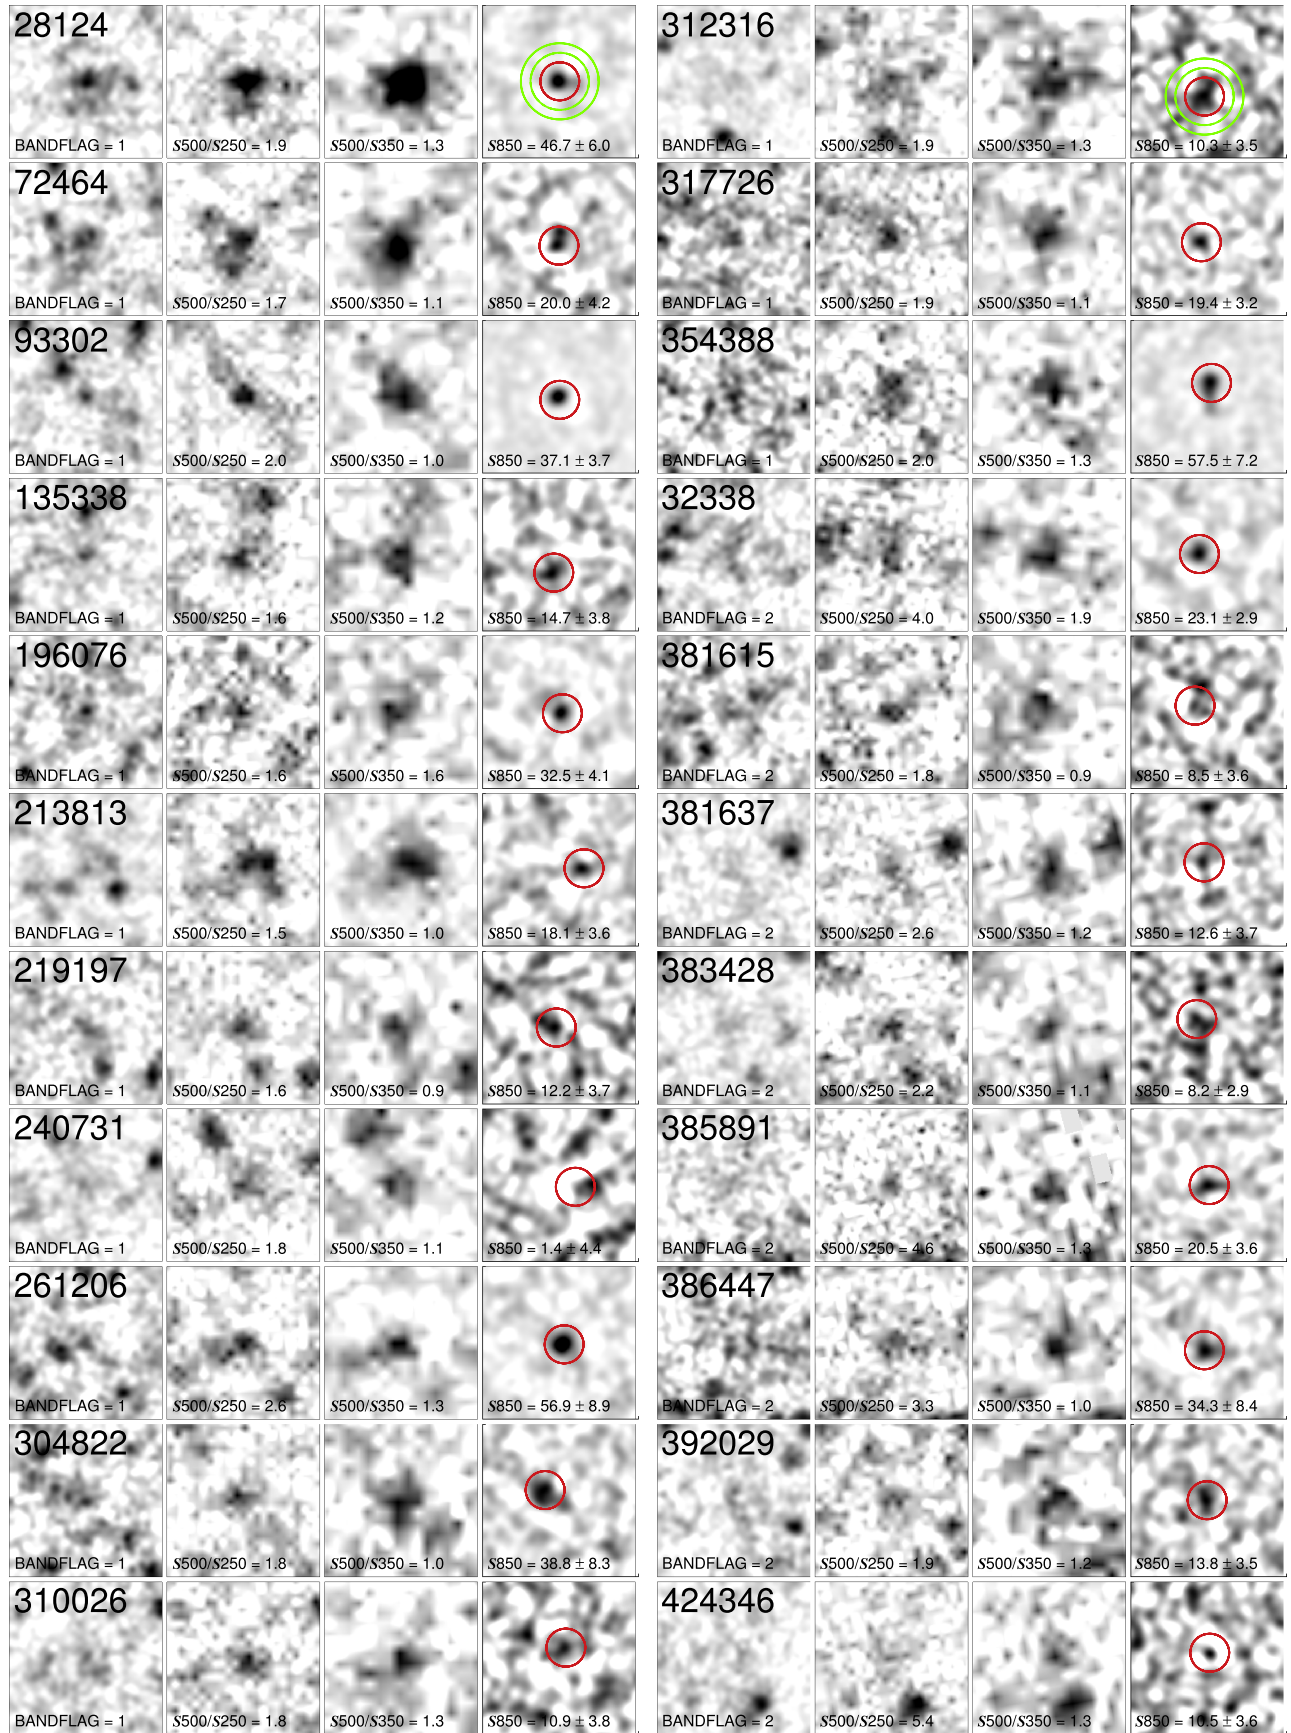 28124
BANDFLAG = 1 S500/S250 = 1.9 S500/S350 = 1.3 S850 = 46.7 ± 6.0
72464
BANDFLAG = 1 S500/S250 = 1.7 S500/S350 = 1.1 S850 = 20.0 ± 4.2
93302
BANDFLAG = 1 S500/S250 = 2.0 S500/S350 = 1.0 S850 = 37.1 ± 3.7
135338
BANDFLAG = 1 S500/S250 = 1.6 S500/S350 = 1.2 S850 = 14.7 ± 3.8
196076
BANDFLAG = 1 S500/S250 = 1.6 S500/S350 = 1.6 S850 = 32.5 ± 4.1
213813
BANDFLAG = 1 S500/S250 = 1.5 S500/S350 = 1.0 S850 = 18.1 ± 3.6
219197
BANDFLAG = 1 S500/S250 = 1.6 S500/S350 = 0.9 S850 = 12.2 ± 3.7
240731
BANDFLAG = 1 S500/S250 = 1.8 S500/S350 = 1.1 S850 = 1.4 ± 4.4
261206
BANDFLAG = 1 S500/S250 = 2.6 S500/S350 = 1.3 S850 = 56.9 ± 8.9
304822
BANDFLAG = 1 S500/S250 = 1.8 S500/S350 = 1.0 S850 = 38.8 ± 8.3
310026
BANDFLAG = 1 S500/S250 = 1.8 S500/S350 = 1.3 S850 = 10.9 ± 3.8
312316
BANDFLAG = 1 S500/S250 = 1.9 S500/S350 = 1.3 S850 = 10.3 ± 3.5
317726
BANDFLAG = 1 S500/S250 = 1.9 S500/S350 = 1.1 S850 = 19.4 ± 3.2
354388
BANDFLAG = 1 S500/S250 = 2.0 S500/S350 = 1.3 S850 = 57.5 ± 7.2
32338
BANDFLAG = 2 S500/S250 = 4.0 S500/S350 = 1.9 S850 = 23.1 ± 2.9
381615
BANDFLAG = 2 S500/S250 = 1.8 S500/S350 = 0.9 S850 = 8.5 ± 3.6
381637
BANDFLAG = 2 S500/S250 = 2.6 S500/S350 = 1.2 S850 = 12.6 ± 3.7
383428
BANDFLAG = 2 S500/S250 = 2.2 S500/S350 = 1.1 S850 = 8.2 ± 2.9
385891
BANDFLAG = 2 S500/S250 = 4.6 S500/S350 = 1.3 S850 = 20.5 ± 3.6
386447
BANDFLAG = 2 S500/S250 = 3.3 S500/S350 = 1.0 S850 = 34.3 ± 8.4
392029
BANDFLAG = 2 S500/S250 = 1.9 S500/S350 = 1.2 S850 = 13.8 ± 3.5
424346
BANDFLAG = 2 S500/S250 = 5.4 S500/S350 = 1.3 S850 = 10.5 ± 3.6